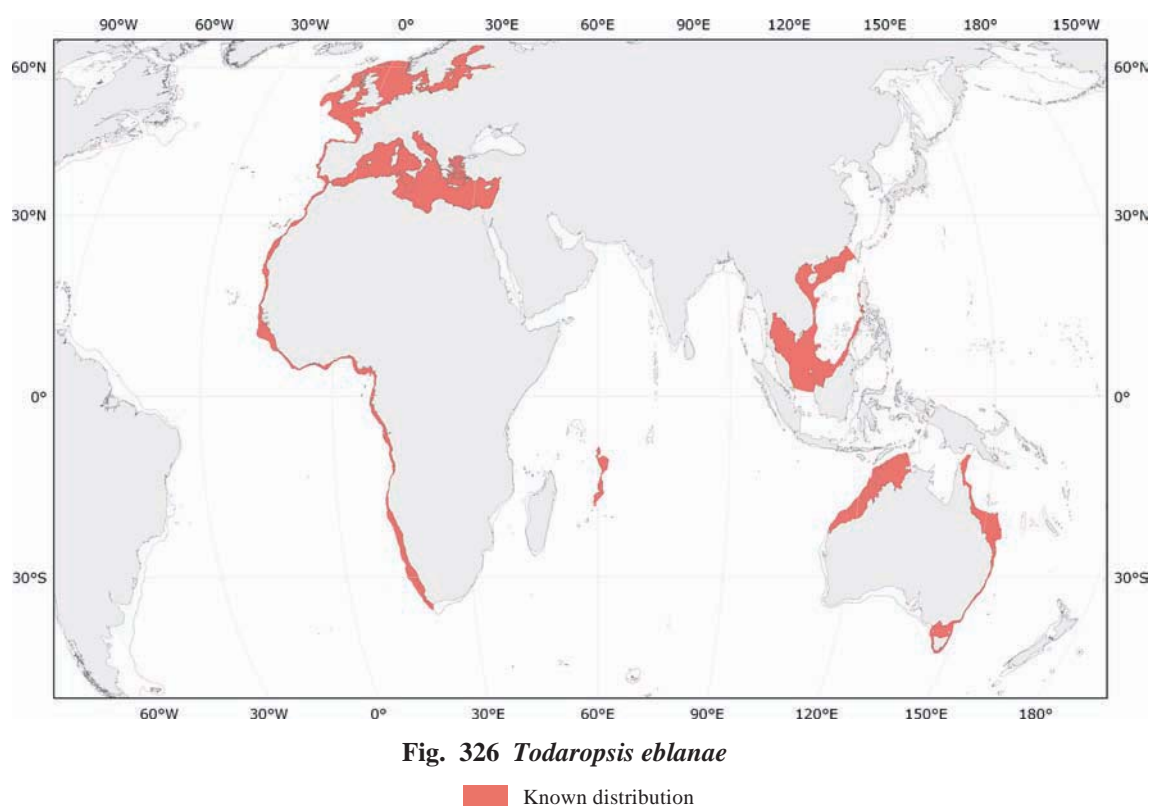 90°W 60°W 30°W 0° 30°E 60°E 90°E 120°E 150°E 180° 150°W
60°N 60°N
30°N 30°N
0° 0°
30°S 30°S
60°W 30°W 0° 30°E 60°E 90°E 120°E 150°E 180°
Fig. 326 Todaropsis eblanae
Known distribution